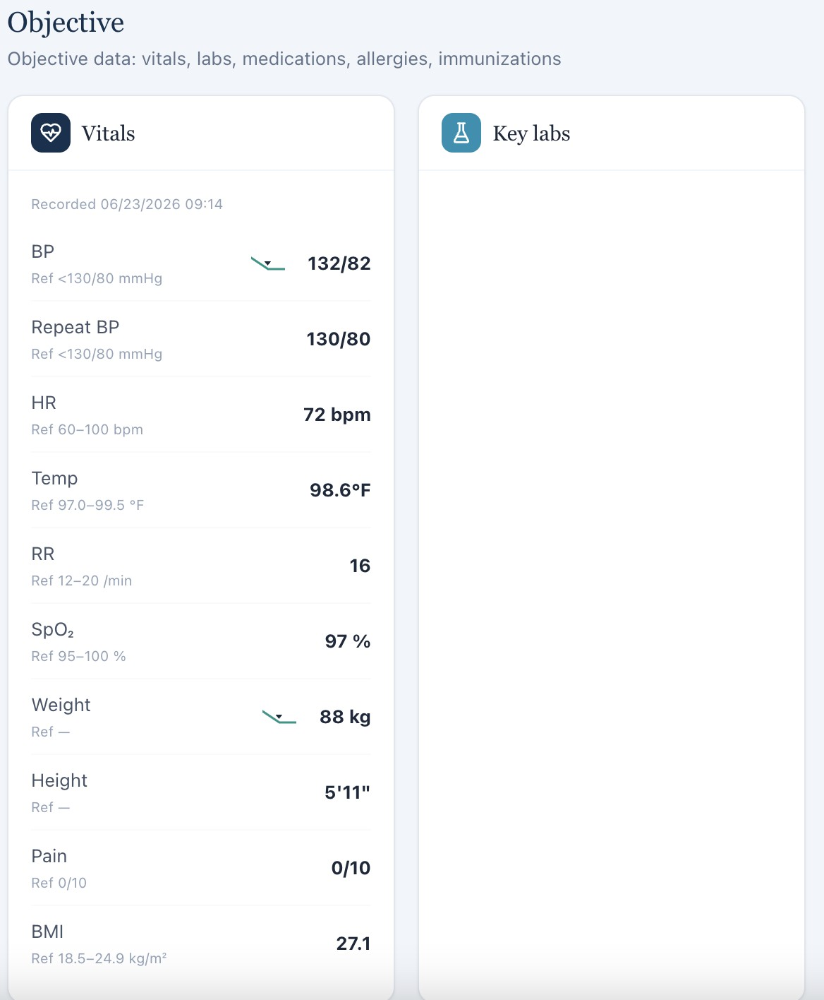 Objective
Objective data: vitals, labs, medications, allergies, immunizations
Vitals
Recorded 06/23/2026 09:14
BP
Ref <130/80 mmHg
132/82
Repeat BP
Ref <130/80 mmHg
130/80
HR
Ref 60–100 bpm
72 bpm
Temp
Ref 97.0–99.5 °F
98.6°F
RR
Ref 12–20 /min
16
SpO₂
Ref 95–100 %
97 %
Weight
Ref —
88 kg
Height
Ref —
5'11"
Pain
Ref 0/10
0/10
BMI
Ref 18.5–24.9 kg/m²
27.1
Key labs